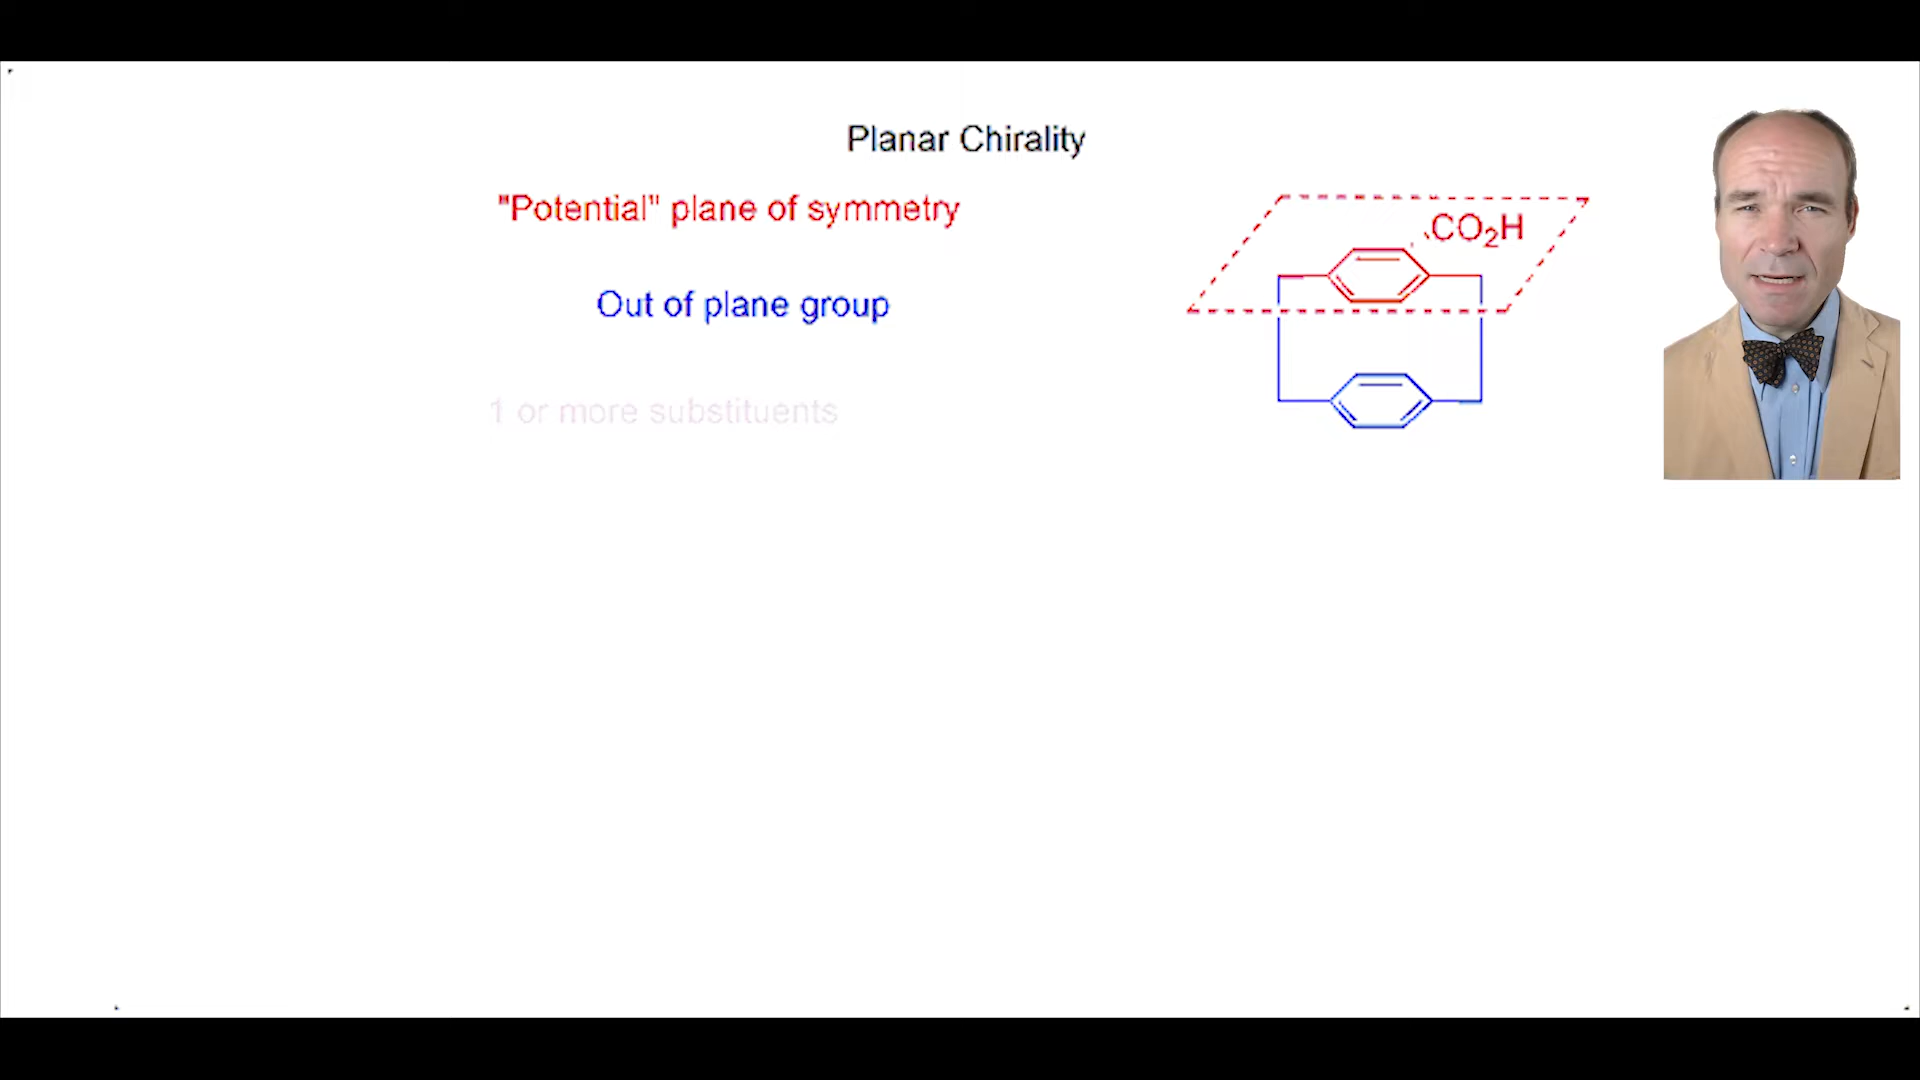 Planar Chirality
"Potential" plane of symmetry
CO₂H
Out of plane group
1 or more substituents